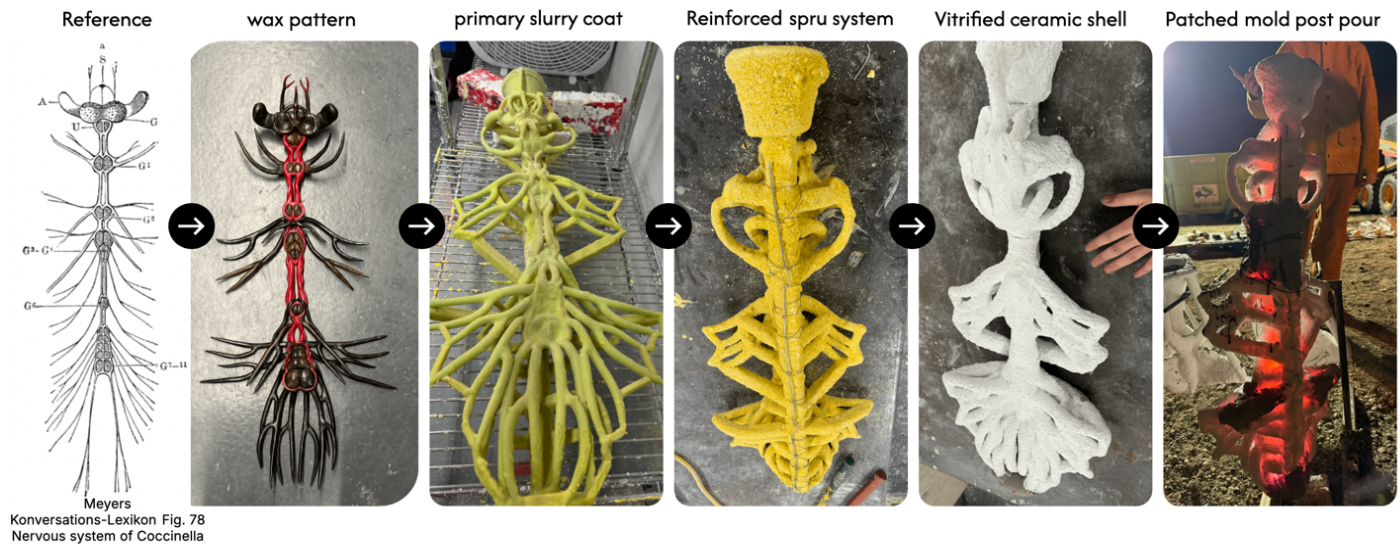 Reference
wax pattern
primary slurry coat
Reinforced spru system
Vitrified ceramic shell
Patched mold post pour
a
S
A
G
U
G¹
G²
G³
G⁶
G⁷⁻¹¹
Meyers
Konversations-Lexikon Fig. 78
Nervous system of Coccinella